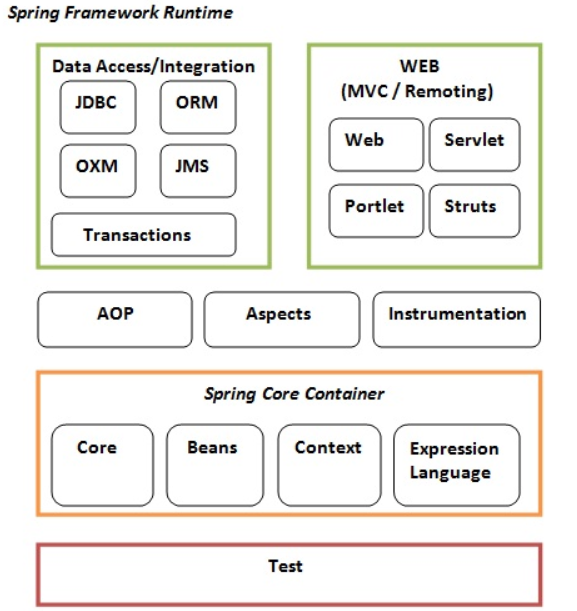 Spring Framework Runtime
Data Access/Integration
JDBC
ORM
OXM
JMS
Transactions
WEB
(MVC / Remoting)
Web
Servlet
Portlet
Struts
AOP
Aspects
Instrumentation
Spring Core Container
Core
Beans
Context
Expression
Language
Test